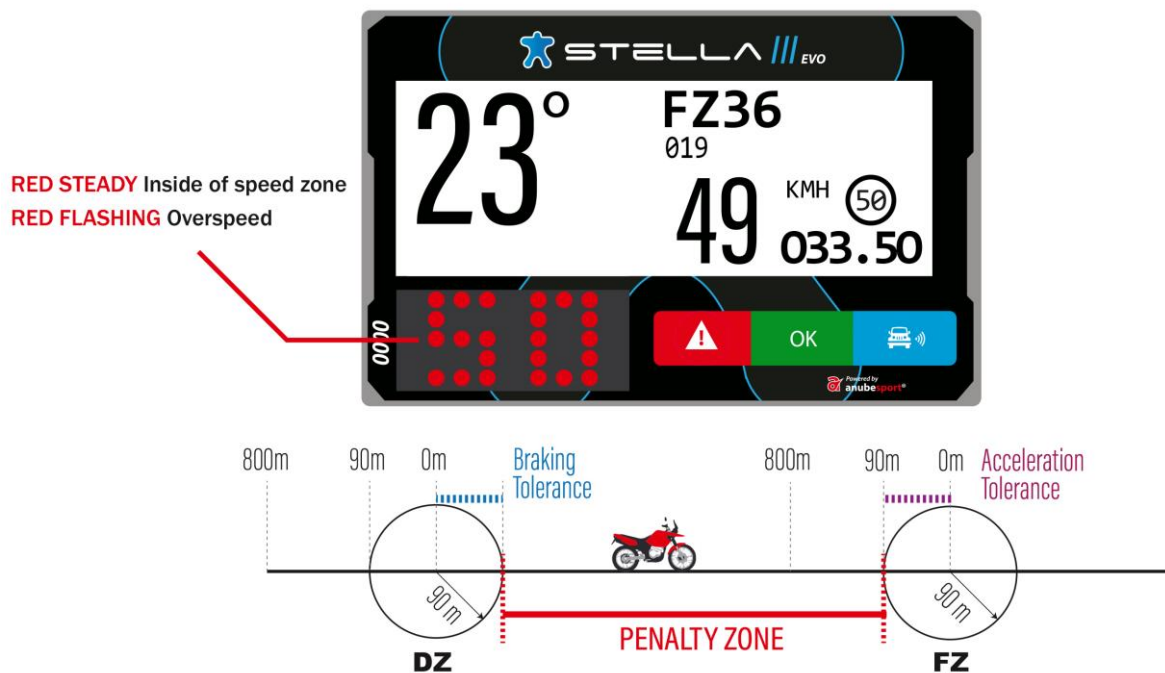 STELLA III EVO
23°
FZ36
019
49 KMH 50
033.50
RED STEADY Inside of speed zone
RED FLASHING Overspeed
0000
50
OK
Powered by
anubesport®
800m 90m 0m Braking Tolerance
800m 90m 0m Acceleration Tolerance
90 m
90 m
PENALTY ZONE
DZ
FZ